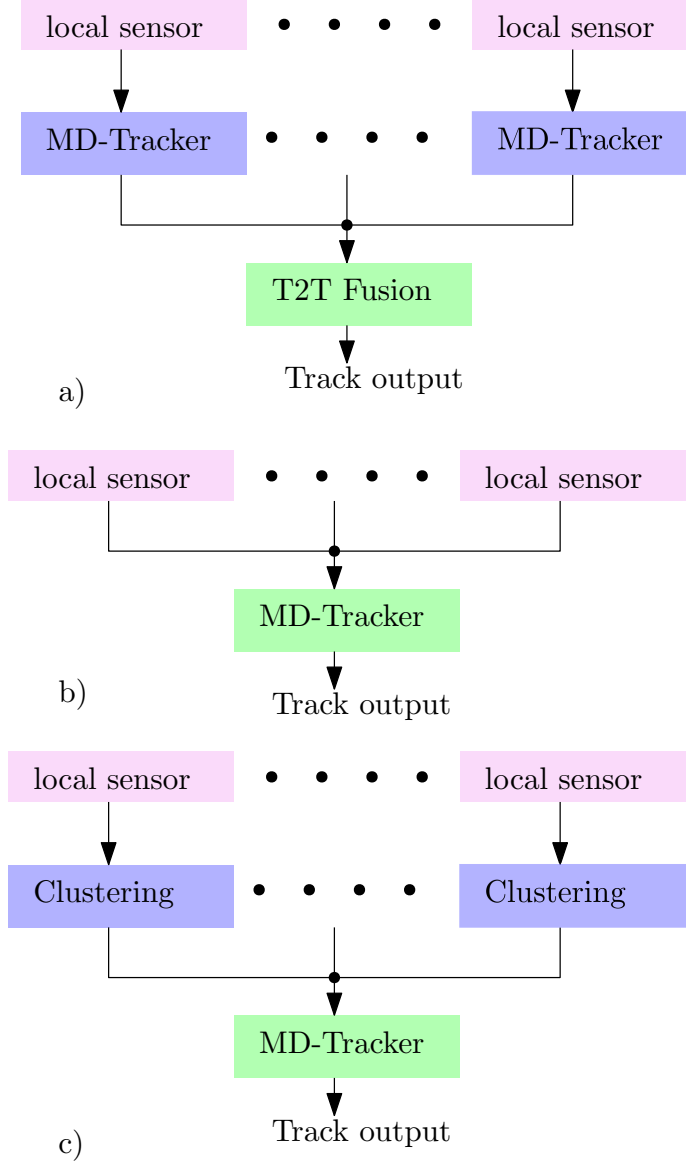 local sensor local sensor
MD-Tracker MD-Tracker
T2T Fusion
Track output
a)
local sensor local sensor
MD-Tracker
b)
Track output
local sensor local sensor
Clustering Clustering
MD-Tracker
Track output
c)